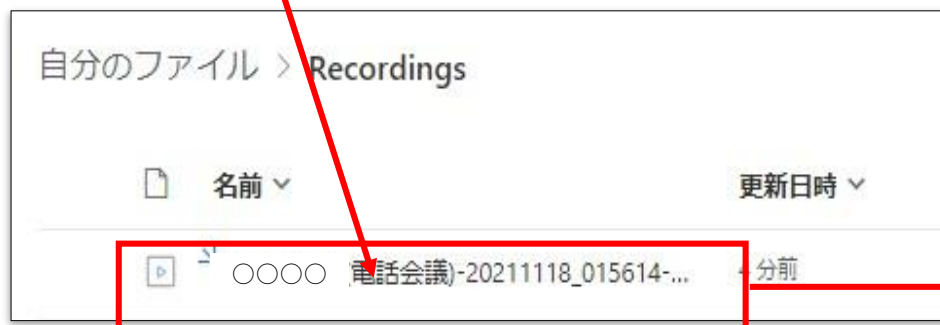 自分のファイル > Recordings
名前 更新日時
○○○○ (電話会議)-20211118_015614-... 4 分前